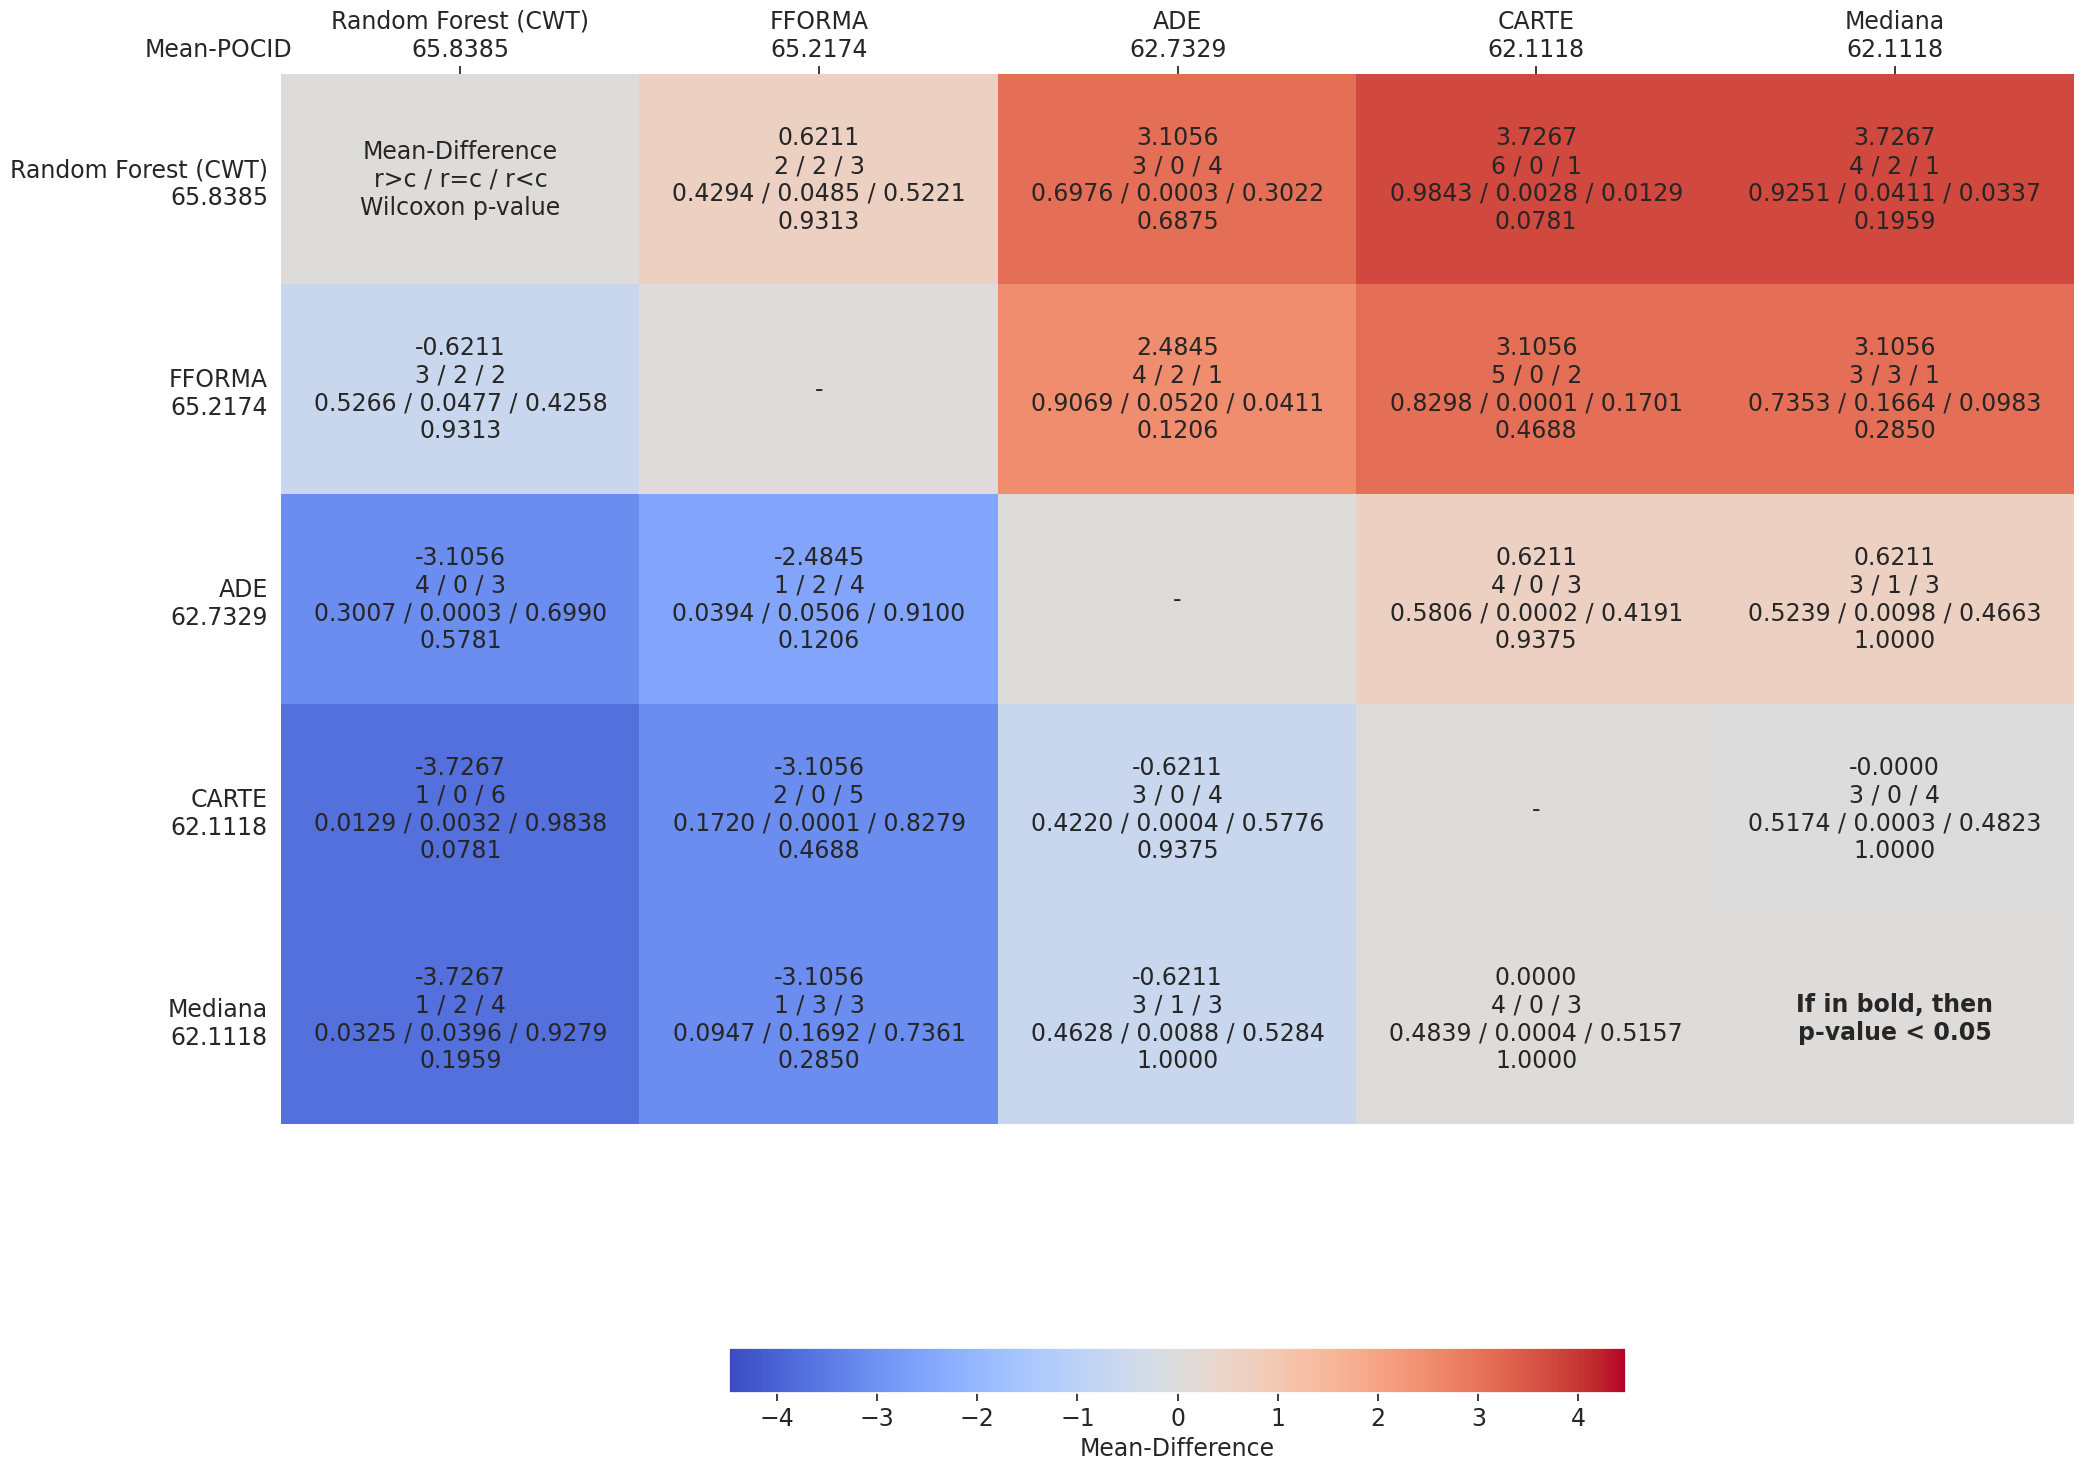 Mean-POCID
Random Forest (CWT)
65.8385
FFORMA
65.2174
ADE
62.7329
CARTE
62.1118
Mediana
62.1118
Random Forest (CWT)
65.8385
Mean-Difference
r>c / r=c / r<c
Wilcoxon p-value
0.6211
2 / 2 / 3
0.4294 / 0.0485 / 0.5221
0.9313
3.1056
3 / 0 / 4
0.6976 / 0.0003 / 0.3022
0.6875
3.7267
6 / 0 / 1
0.9843 / 0.0028 / 0.0129
0.0781
3.7267
4 / 2 / 1
0.9251 / 0.0411 / 0.0337
0.1959
FFORMA
65.2174
-0.6211
3 / 2 / 2
0.5266 / 0.0477 / 0.4258
0.9313
-
2.4845
4 / 2 / 1
0.9069 / 0.0520 / 0.0411
0.1206
3.1056
5 / 0 / 2
0.8298 / 0.0001 / 0.1701
0.4688
3.1056
3 / 3 / 1
0.7353 / 0.1664 / 0.0983
0.2850
ADE
62.7329
-3.1056
4 / 0 / 3
0.3007 / 0.0003 / 0.6990
0.5781
-2.4845
1 / 2 / 4
0.0394 / 0.0506 / 0.9100
0.1206
-
0.6211
4 / 0 / 3
0.5806 / 0.0002 / 0.4191
0.9375
0.6211
3 / 1 / 3
0.5239 / 0.0098 / 0.4663
1.0000
CARTE
62.1118
-3.7267
1 / 0 / 6
0.0129 / 0.0032 / 0.9838
0.0781
-3.1056
2 / 0 / 5
0.1720 / 0.0001 / 0.8279
0.4688
-0.6211
3 / 0 / 4
0.4220 / 0.0004 / 0.5776
0.9375
-
-0.0000
3 / 0 / 4
0.5174 / 0.0003 / 0.4823
1.0000
Mediana
62.1118
-3.7267
1 / 2 / 4
0.0325 / 0.0396 / 0.9279
0.1959
-3.1056
1 / 3 / 3
0.0947 / 0.1692 / 0.7361
0.2850
-0.6211
3 / 1 / 3
0.4628 / 0.0088 / 0.5284
1.0000
0.0000
4 / 0 / 3
0.4839 / 0.0004 / 0.5157
1.0000
If in bold, then
p-value < 0.05
−4 −3 −2 −1 0 1 2 3 4
Mean-Difference